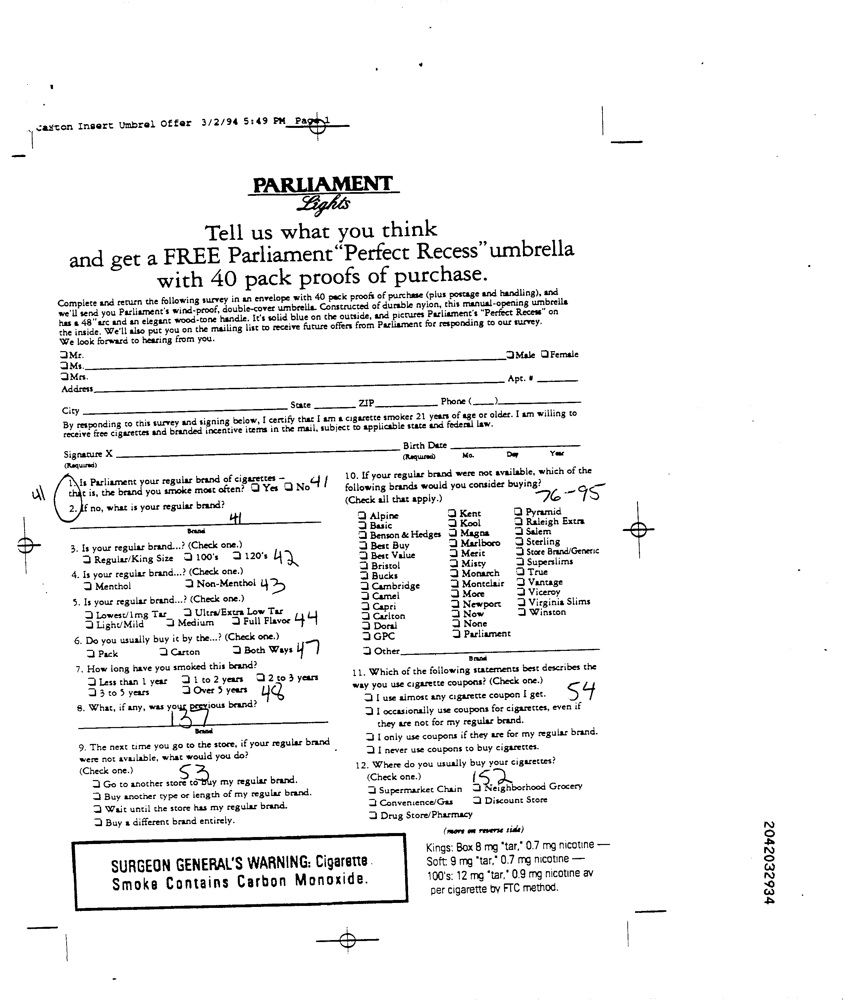 Caxton Insert Umbrel Offer 3/2/94 5:49 PM Page 1
PARLIAMENT
Lights
Tell us what you think
and get a FREE Parliament "Perfect Recess" umbrella
with 40 pack proofs of purchase.
Complete and return the following survey in an envelope with 40 pack proofs of purchase (plus postage and handling), and
we'll send you Parliament's wind-proof, double-cover umbrella. Constructed of durable nylon, this manual-opening umbrella
has a 48" arc and an elegant wood-tone handle. It's solid blue on the outside, and pictures Parliament's "Perfect Recess" on
the inside. We'll also put you on the mailing list to receive future offers from Parliament for responding to our survey.
We look forward to hearing from you.
❑ Mr. ❑ Male ❑ Female
❑ Ms.
❑ Mrs. Apt. #
Address
City State ZIP Phone ( )
By responding to this survey and signing below, I certify that I am a cigarette smoker 21 years of age or older. I am willing to
receive free cigarettes and branded incentive items in the mail, subject to applicable state and federal law.
Signature X Birth Date
(Required) (Required) Mo. Day Year
1. Is Parliament your regular brand of cigarettes –
that is, the brand you smoke most often? ❑ Yes ❑ No 41
41
2. If no, what is your regular brand?
41
Brand
3. Is your regular brand...? (Check one.)
❑ Regular/King Size ❑ 100's ❑ 120's 42
4. Is your regular brand...? (Check one.)
❑ Menthol ❑ Non-Menthol 43
5. Is your regular brand...? (Check one.)
❑ Lowest/1mg Tar ❑ Ultra/Extra Low Tar
❑ Light/Mild ❑ Medium ❑ Full Flavor 44
6. Do you usually buy it by the...? (Check one.)
❑ Pack ❑ Carton ❑ Both Ways 47
7. How long have you smoked this brand?
❑ Less than 1 year ❑ 1 to 2 years ❑ 2 to 3 years
❑ 3 to 5 years ❑ Over 5 years 48
8. What, if any, was your previous brand?
137
Brand
9. The next time you go to the store, if your regular brand
were not available, what would you do?
(Check one.) 53
❑ Go to another store to buy my regular brand.
❑ Buy another type or length of my regular brand.
❑ Wait until the store has my regular brand.
❑ Buy a different brand entirely.
10. If your regular brand were not available, which of the
following brands would you consider buying?
(Check all that apply.) 76-95
❑ Alpine ❑ Kent ❑ Pyramid
❑ Basic ❑ Kool ❑ Raleigh Extra
❑ Benson & Hedges ❑ Magna ❑ Salem
❑ Best Buy ❑ Marlboro ❑ Sterling
❑ Best Value ❑ Merit ❑ Store Brand/Generic
❑ Bristol ❑ Misty ❑ Superslims
❑ Bucks ❑ Monarch ❑ True
❑ Cambridge ❑ Montclair ❑ Vantage
❑ Camel ❑ More ❑ Viceroy
❑ Capri ❑ Newport ❑ Virginia Slims
❑ Carlton ❑ Now ❑ Winston
❑ Doral ❑ None
❑ GPC ❑ Parliament
❑ Other
Brand
11. Which of the following statements best describes the
way you use cigarette coupons? (Check one.)
❑ I use almost any cigarette coupon I get. 54
❑ I occasionally use coupons for cigarettes, even if
they are not for my regular brand.
❑ I only use coupons if they are for my regular brand.
❑ I never use coupons to buy cigarettes.
12. Where do you usually buy your cigarettes?
(Check one.) 152
❑ Supermarket Chain ❑ Neighborhood Grocery
❑ Convenience/Gas ❑ Discount Store
❑ Drug Store/Pharmacy
(more on reverse side)
SURGEON GENERAL'S WARNING: Cigarette
Smoke Contains Carbon Monoxide.
Kings: Box 8 mg "tar," 0.7 mg nicotine —
Soft: 9 mg "tar," 0.7 mg nicotine —
100's: 12 mg "tar," 0.9 mg nicotine av
per cigarette by FTC method.
2042032934